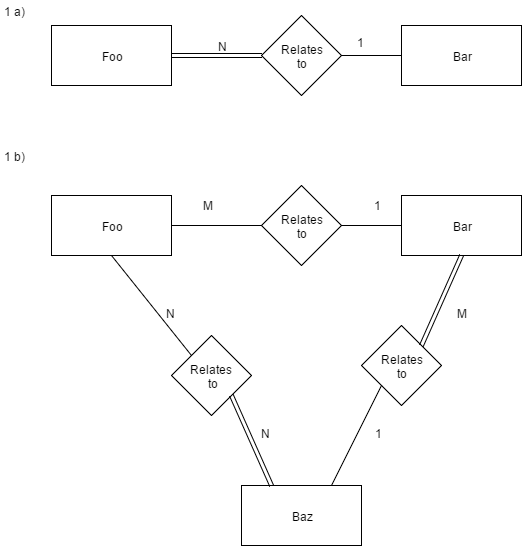 1 a)
Foo
N
Relates
to
1
Bar
1 b)
Foo
M
Relates
to
1
Bar
N
M
Relates
to
Relates
to
N
1
Baz